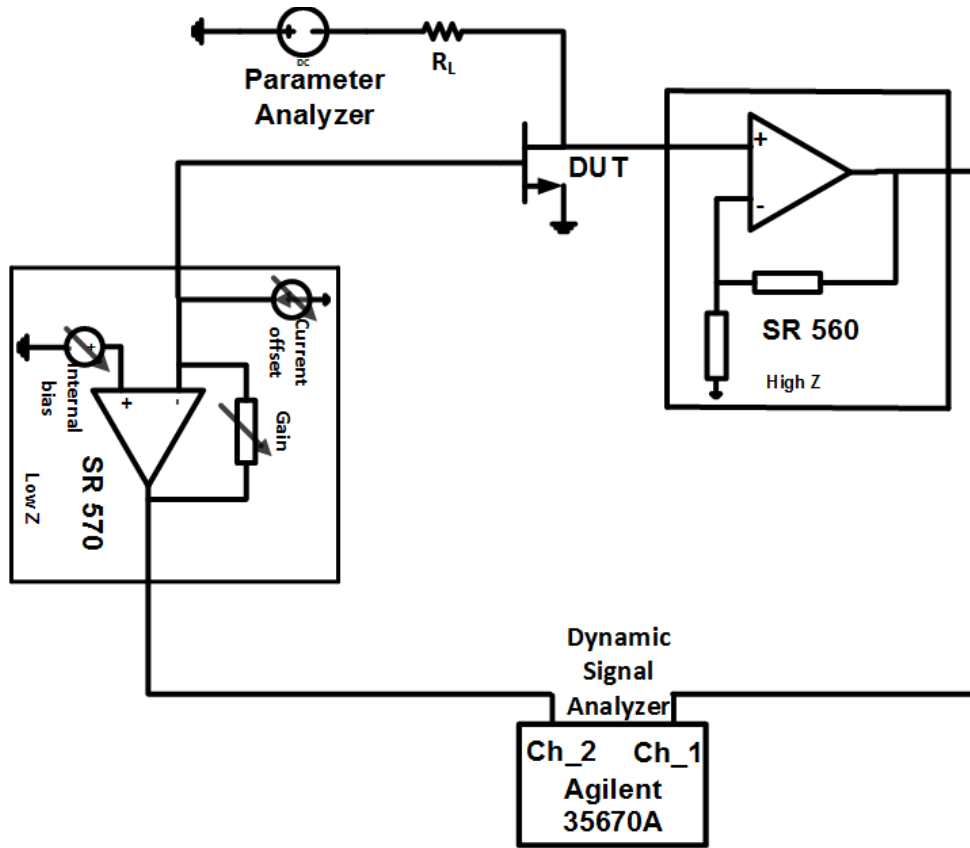 DC
Parameter
Analyzer
R_L
DUT
+
-
SR 560
High Z
Current
offset
+
Internal
bias
+
-
Gain
SR 570
Low Z
Dynamic
Signal
Analyzer
Ch_2 Ch_1
Agilent
35670A